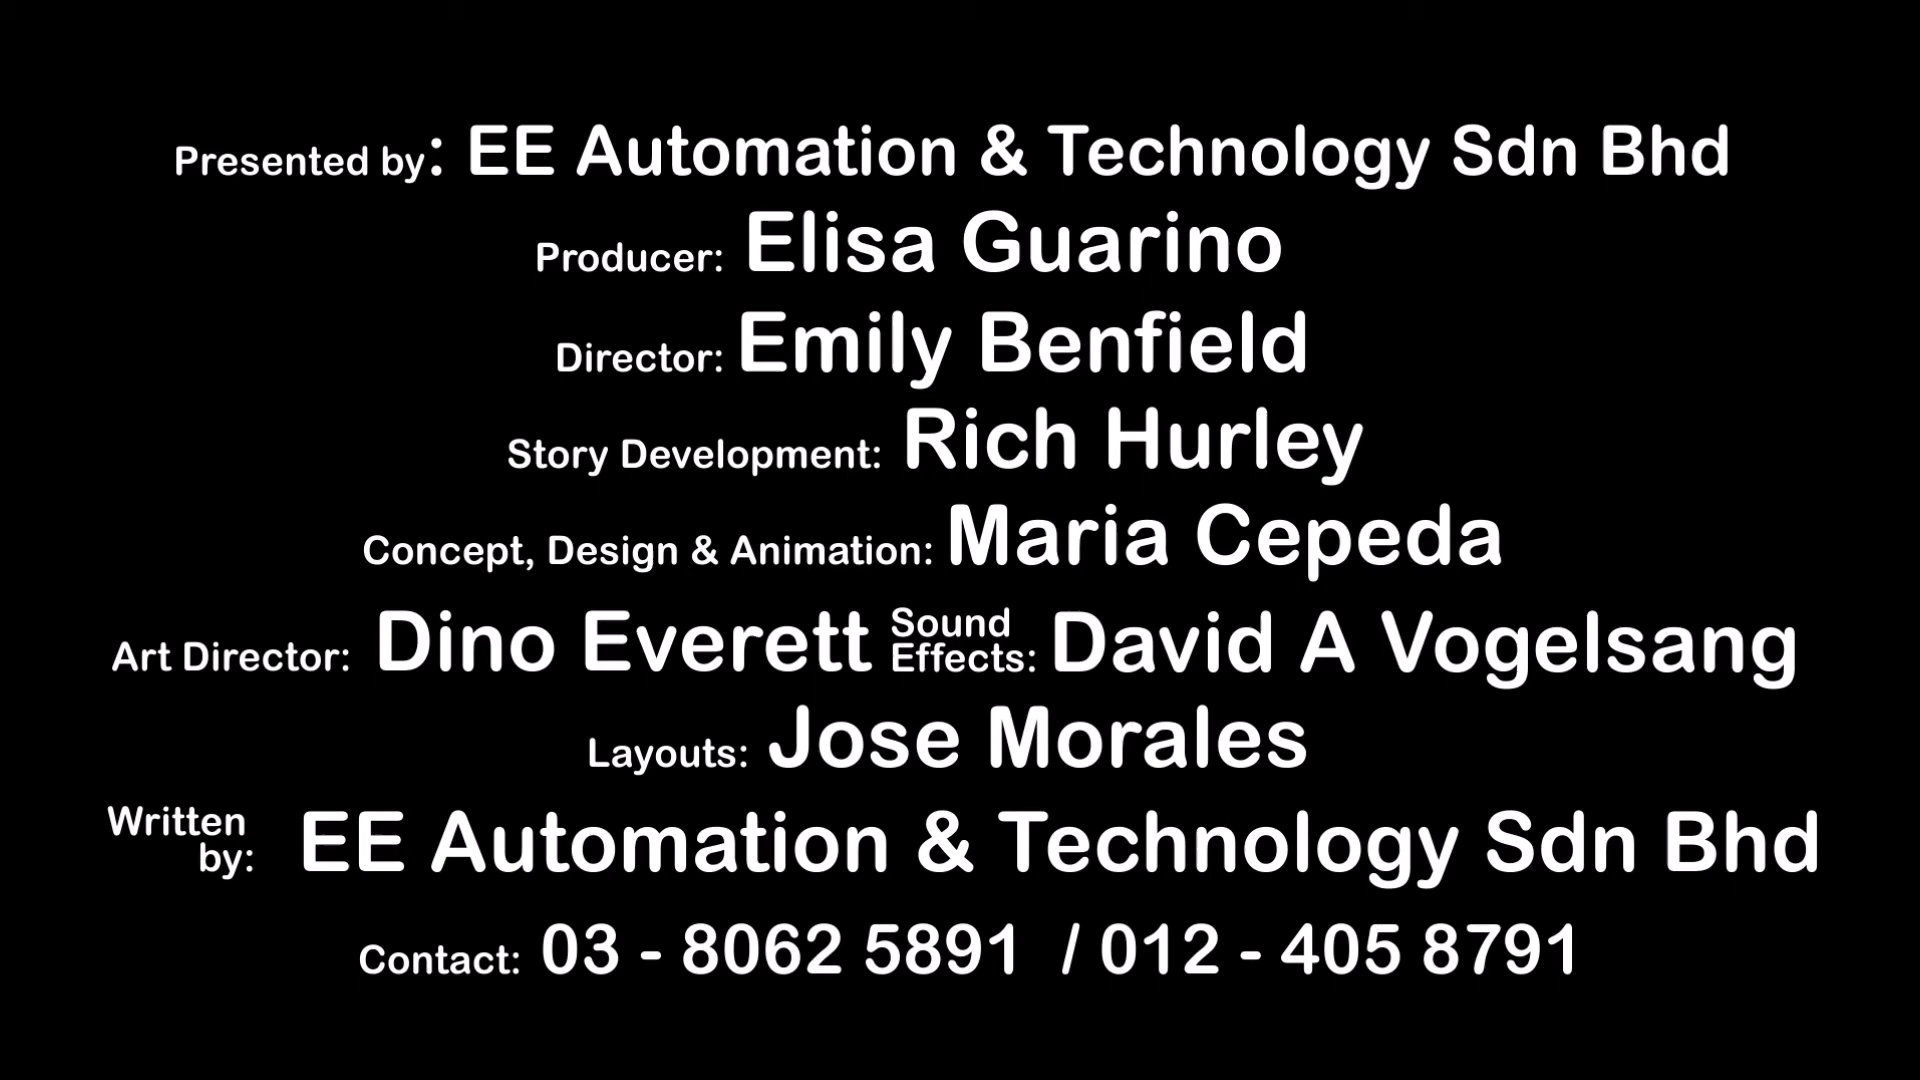 Presented by: EE Automation & Technology Sdn Bhd
Producer: Elisa Guarino
Director: Emily Benfield
Story Development: Rich Hurley
Concept, Design & Animation: Maria Cepeda
Art Director: Dino Everett Sound Effects: David A Vogelsang
Layouts: Jose Morales
Written by: EE Automation & Technology Sdn Bhd
Contact: 03 - 8062 5891 / 012 - 405 8791